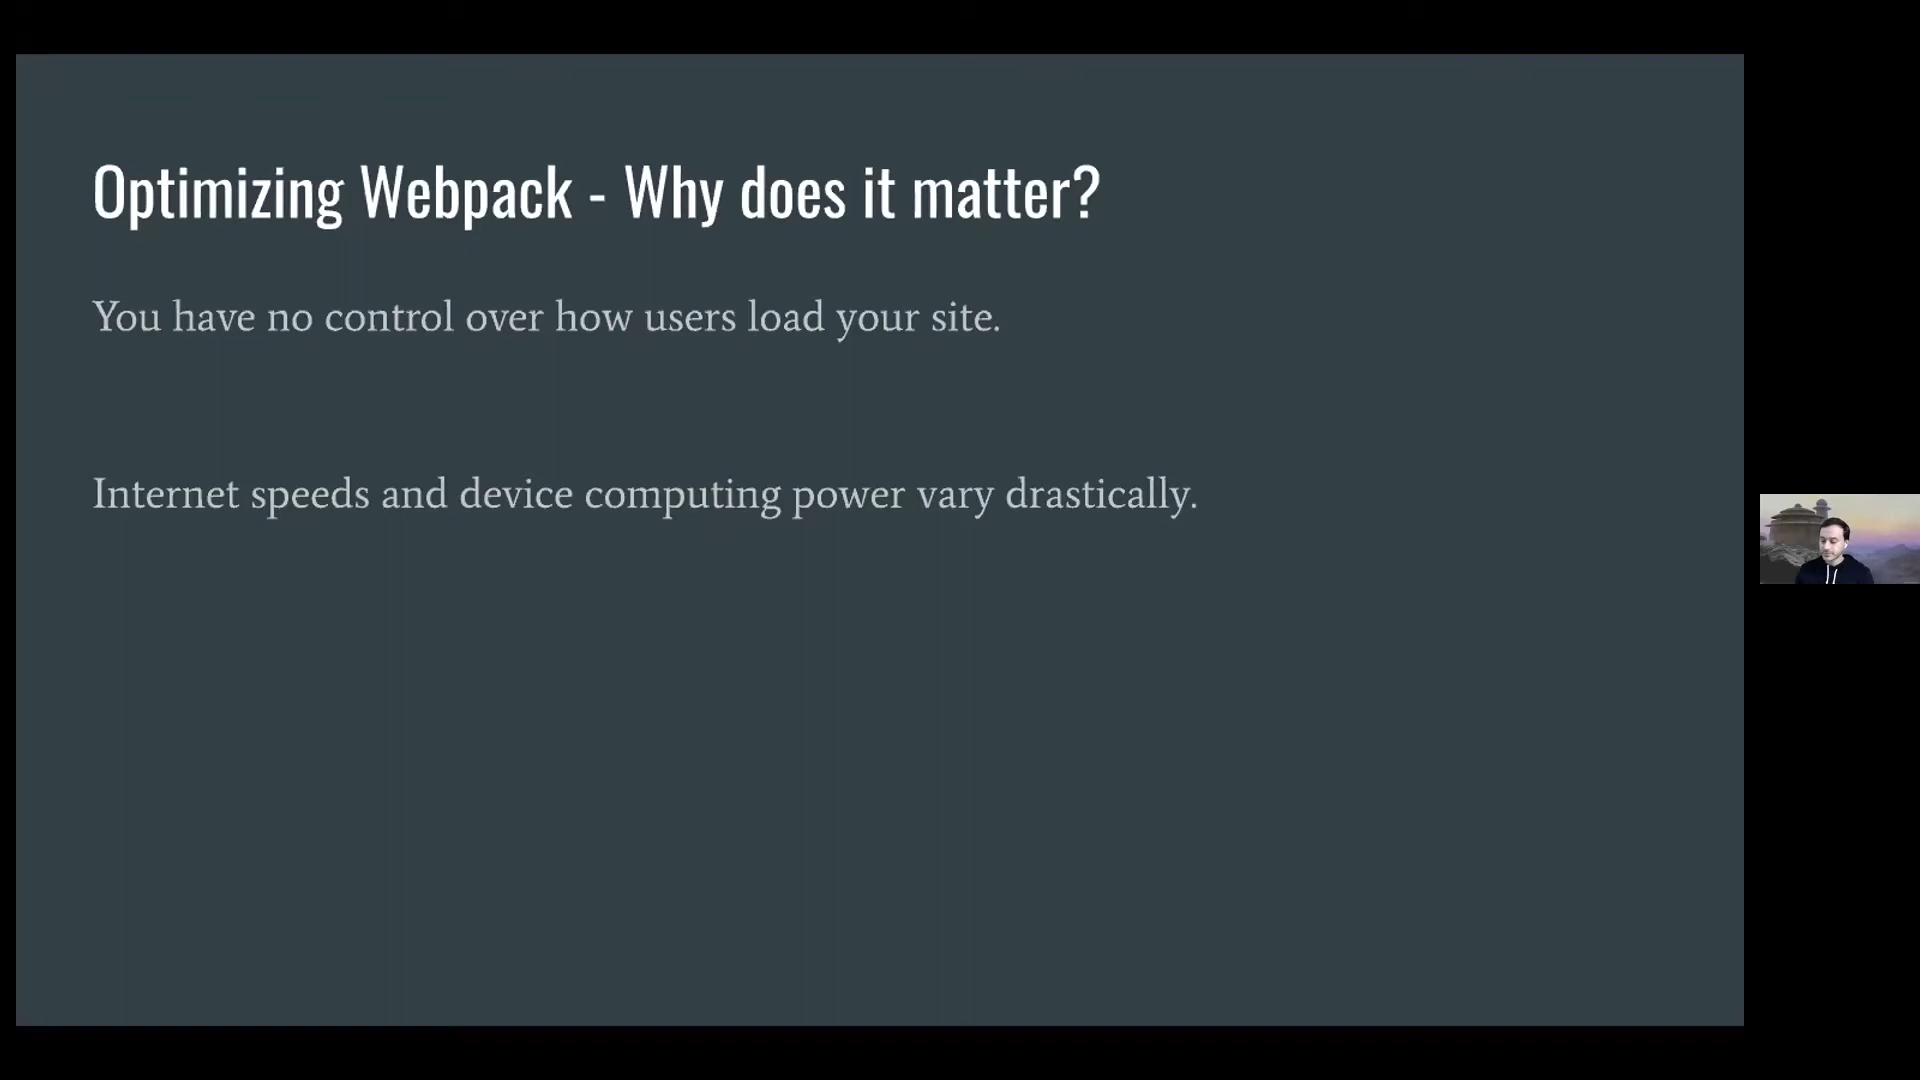 Optimizing Webpack - Why does it matter?
You have no control over how users load your site.
Internet speeds and device computing power vary drastically.